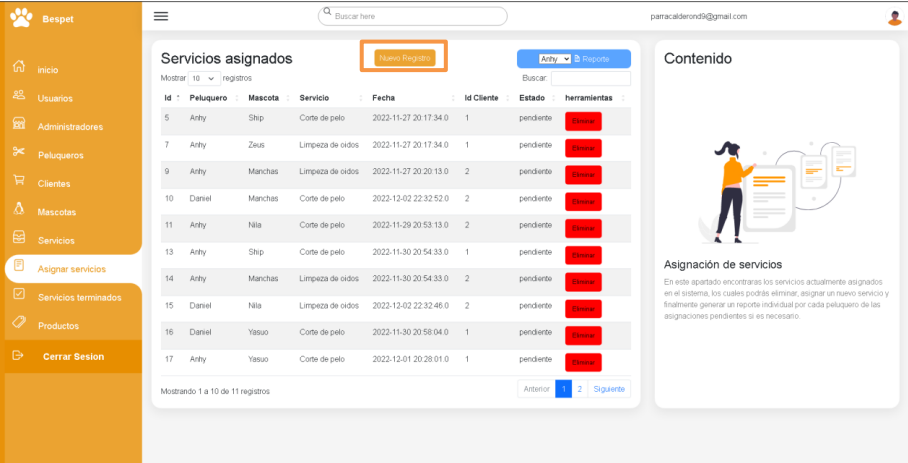 Bespet
Buscar here
parracalderond9@gmail.com
inicio
Usuarios
Administradores
Peluqueros
Clientes
Mascotas
Servicios
Asignar servicios
Servicios terminados
Productos
Cerrar Sesion
Servicios asignados
Nuevo Registro
Anhy Reporte
Mostrar 10 registros
Buscar:
Id Peluquero Mascota Servicio Fecha Id Cliente Estado herramientas
5 Anhy Ship Corte de pelo 2022-11-27 20:17:34.0 1 pendiente Eliminar
7 Anhy Zeus Limpeza de oidos 2022-11-27 20:17:34.0 1 pendiente Eliminar
9 Anhy Manchas Limpeza de oidos 2022-11-27 20:20:13.0 2 pendiente Eliminar
10 Daniel Manchas Corte de pelo 2022-12-02 22:32:52.0 2 pendiente Eliminar
11 Anhy Nila Corte de pelo 2022-11-29 20:53:13.0 2 pendiente Eliminar
13 Anhy Ship Corte de pelo 2022-11-30 20:54:33.0 1 pendiente Eliminar
14 Anhy Manchas Limpeza de oidos 2022-11-30 20:54:33.0 2 pendiente Eliminar
15 Daniel Nila Limpeza de oidos 2022-12-02 22:32:46.0 2 pendiente Eliminar
16 Daniel Yasuo Corte de pelo 2022-11-30 20:58:04.0 1 pendiente Eliminar
17 Anhy Yasuo Corte de pelo 2022-12-01 20:28:01.0 1 pendiente Eliminar
Mostrando 1 a 10 de 11 registros
Anterior 1 2 Siguiente
Contenido
Asignación de servicios
En este apartado encontraras los servicios actualmente asignados
en el sistema, los cuales podrás eliminar, asignar un nuevo servicio y
finalmente generar un reporte individual por cada peluquero de las
asignaciones pendientes si es necesario.